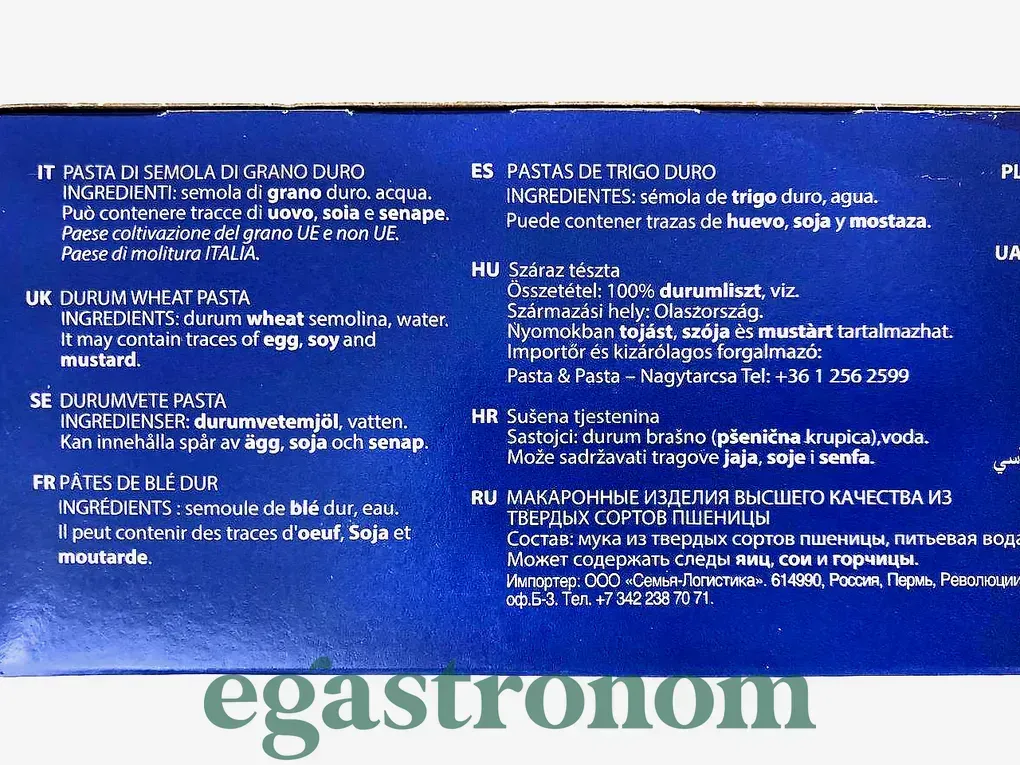 IT PASTA DI SEMOLA DI GRANO DURO
INGREDIENTI: semola di grano duro. acqua.
Può contenere tracce di uovo, soia e senape.
Paese coltivazione del grano UE e non UE.
Paese di molitura ITALIA.
UK DURUM WHEAT PASTA
INGREDIENTS: durum wheat semolina, water.
It may contain traces of egg, soy and
mustard.
SE DURUMVETE PASTA
INGREDIENSER: durumvetemjöl, vatten.
Kan innehålla spår av ägg, soja och senap.
FR PÂTES DE BLÉ DUR
INGRÉDIENTS : semoule de blé dur, eau.
Il peut contenir des traces d'oeuf, Soja et
moutarde.
ES PASTAS DE TRIGO DURO
INGREDIENTES: sémola de trigo duro, agua.
Puede contener trazas de huevo, soja y mostaza.
HU Száraz tészta
Összetétel: 100% durumliszt, viz.
Származási hely: Olaszország.
Nyomokban tojást, szója ès mustàrt tartalmazhat.
Importőr és kizárólagos forgalmazó:
Pasta & Pasta – Nagytarcsa Tel: +36 1 256 2599
HR Sušena tjestenina
Sastojci: durum brašno (pšenična krupica),voda.
Može sadržavati tragove jaja, soje i senfa.
RU МАКАРОННЫЕ ИЗДЕЛИЯ ВЫСШЕГО КАЧЕСТВА ИЗ
ТВЕРДЫХ СОРТОВ ПШЕНИЦЫ
Состав: мука из твердых сортов пшеницы, питьевая вода
Может содержать следы яиц, сои и горчицы.
Импортер: ООО «Семья-Логистика». 614990, Россия, Пермь, Революции
оф.Б-3. Тел. +7 342 238 70 71.
PL
UA
egastronom